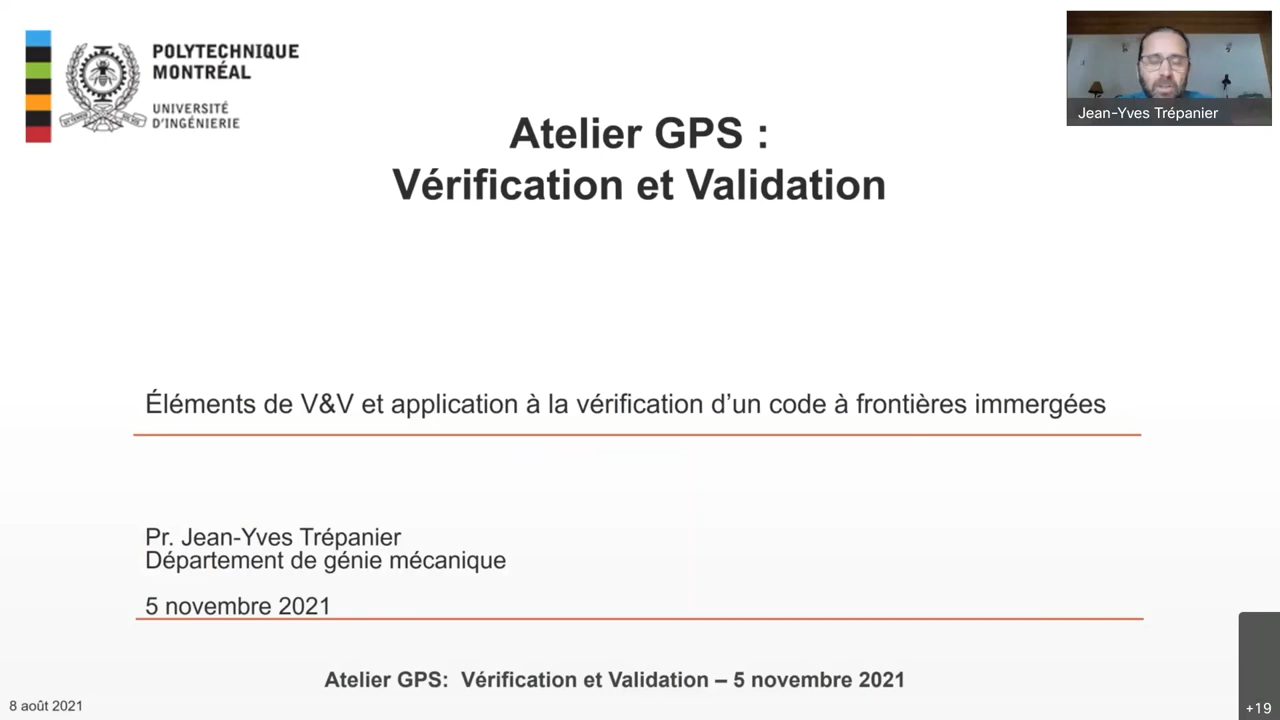 POLYTECHNIQUE
MONTRÉAL
UNIVERSITÉ
D'INGÉNIERIE
Jean-Yves Trépanier
Atelier GPS :
Vérification et Validation
Éléments de V&V et application à la vérification d’un code à frontières immergées
Pr. Jean-Yves Trépanier
Département de génie mécanique
5 novembre 2021
Atelier GPS: Vérification et Validation – 5 novembre 2021
8 août 2021
+19